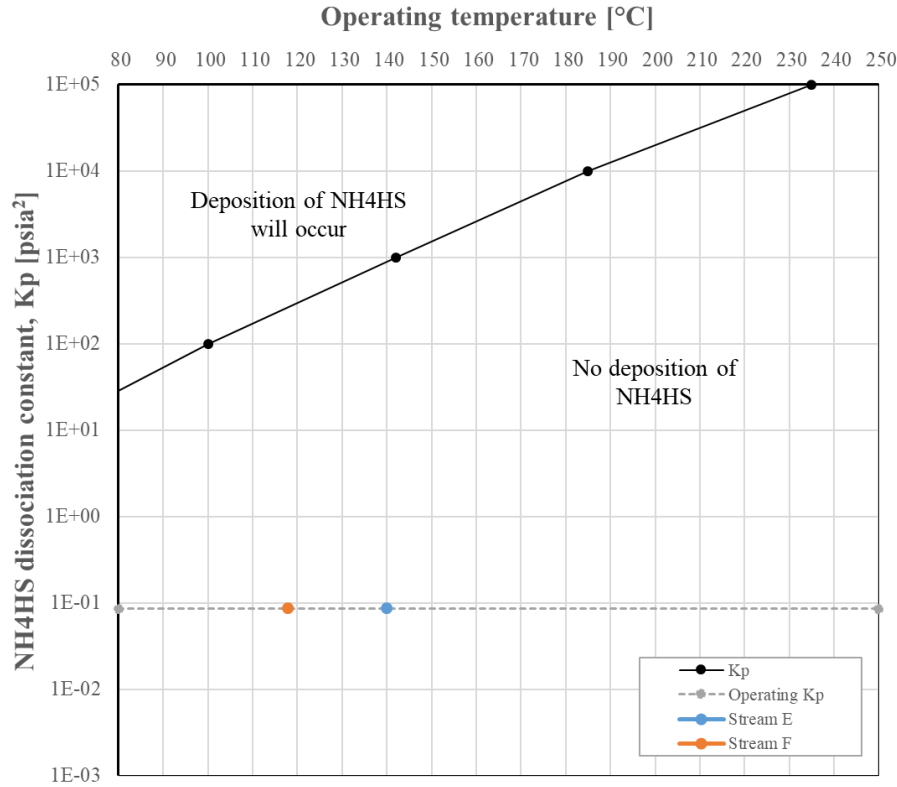 Operating temperature [°C]
80 100 110 120 130 140 150 160 170 180 190 200 210 220 230 240 250
1E+05
1E+04
1E+03
1E+02
1E+01
1E+00
1E-01
1E-02
1E-03
NH4HS dissociation constant, Kp [psia²]
Deposition of NH4HS
will occur
No deposition of
NH4HS
Kp
Operating Kp
Stream E
Stream F